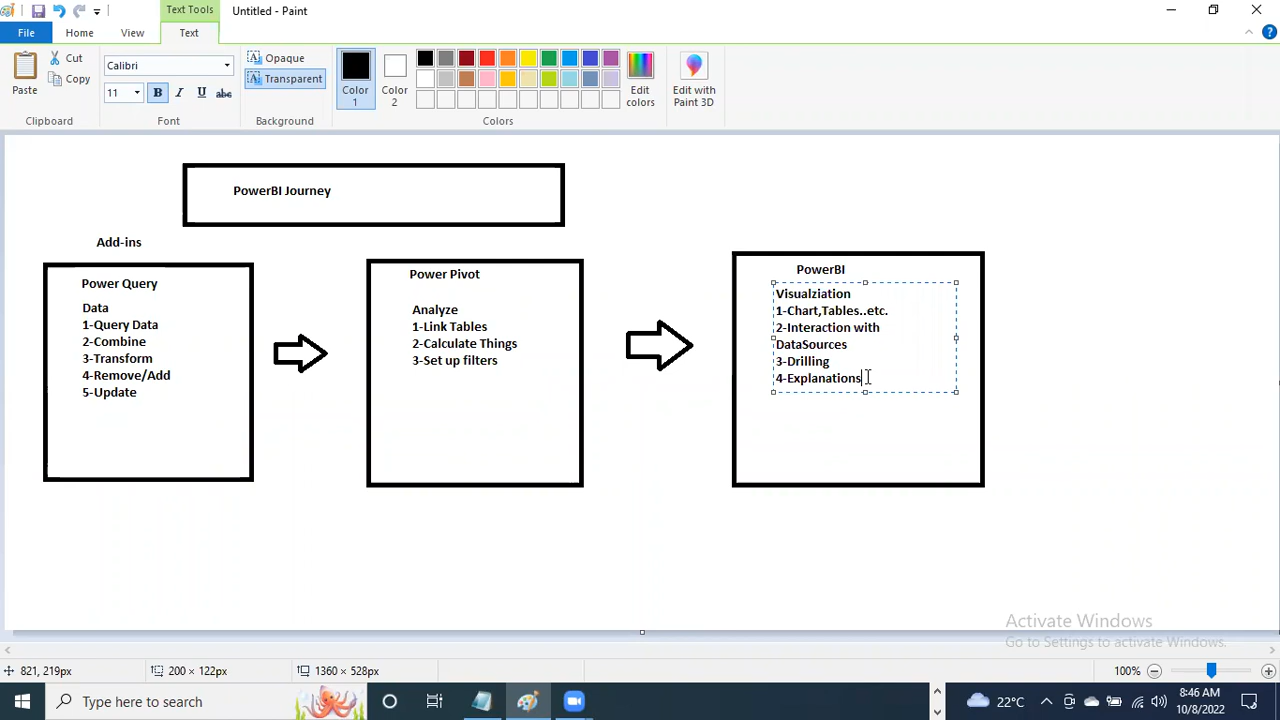 Text Tools
Untitled - Paint
File
Home
View
Text
Paste
Cut
Copy
Clipboard
Calibri
11
B
I
U
abc
Font
Opaque
Transparent
Background
Color
1
Color
2
Edit
colors
Colors
Edit with
Paint 3D
PowerBI Journey
Add-ins
Power Query
Data
1-Query Data
2-Combine
3-Transform
4-Remove/Add
5-Update
Power Pivot
Analyze
1-Link Tables
2-Calculate Things
3-Set up filters
PowerBI
Visualziation
1-Chart,Tables..etc.
2-Interaction with
DataSources
3-Drilling
4-Explanations
Activate Windows
Go to Settings to activate Windows.
821, 219px
200 × 122px
1360 × 528px
100%
Type here to search
22°C
8:46 AM
10/8/2022